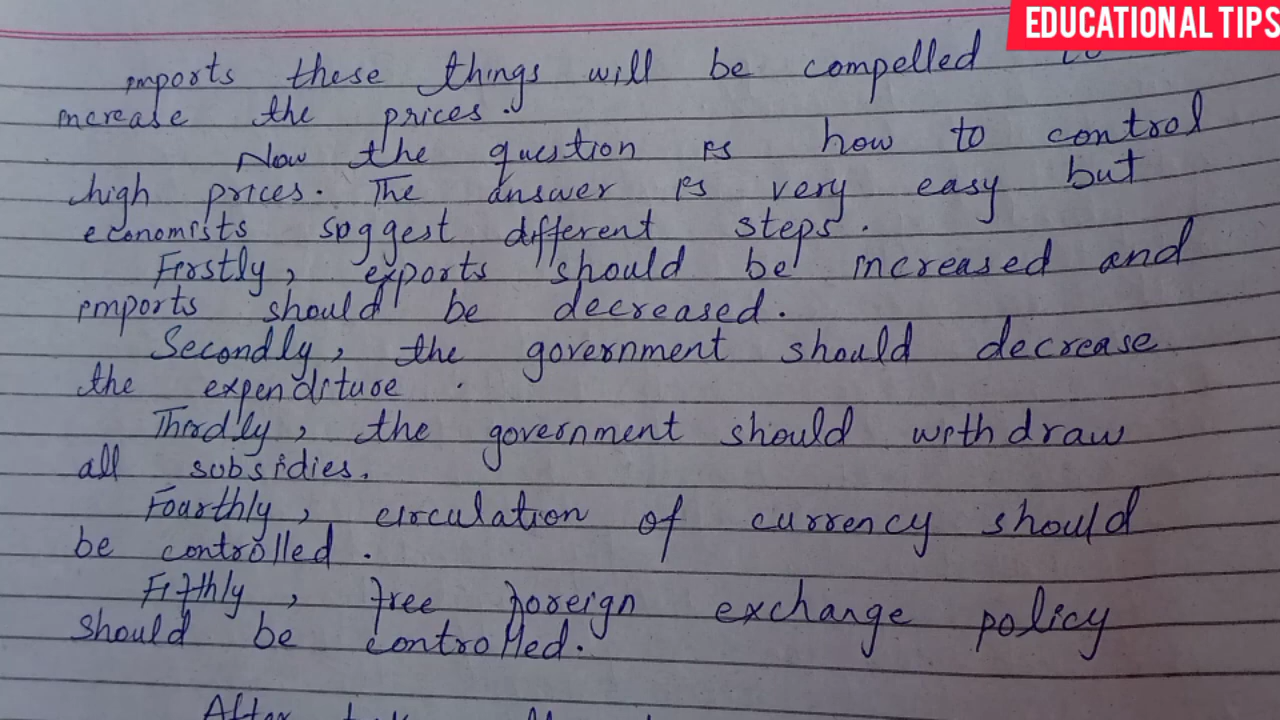 EDUCATIONAL TIPS
imports these things will be compelled to
increase the prices.
Now the question is how to control
high prices. The answer is very easy but
economists suggest different steps.
Firstly, exports should be increased and
imports should be decreased.
Secondly, the government should decrease
the expenditure.
Thirdly, the government should withdraw
all subsidies.
Fourthly, circulation of currency should
be controlled.
Fifthly, free foreign exchange policy
should be controlled.
After